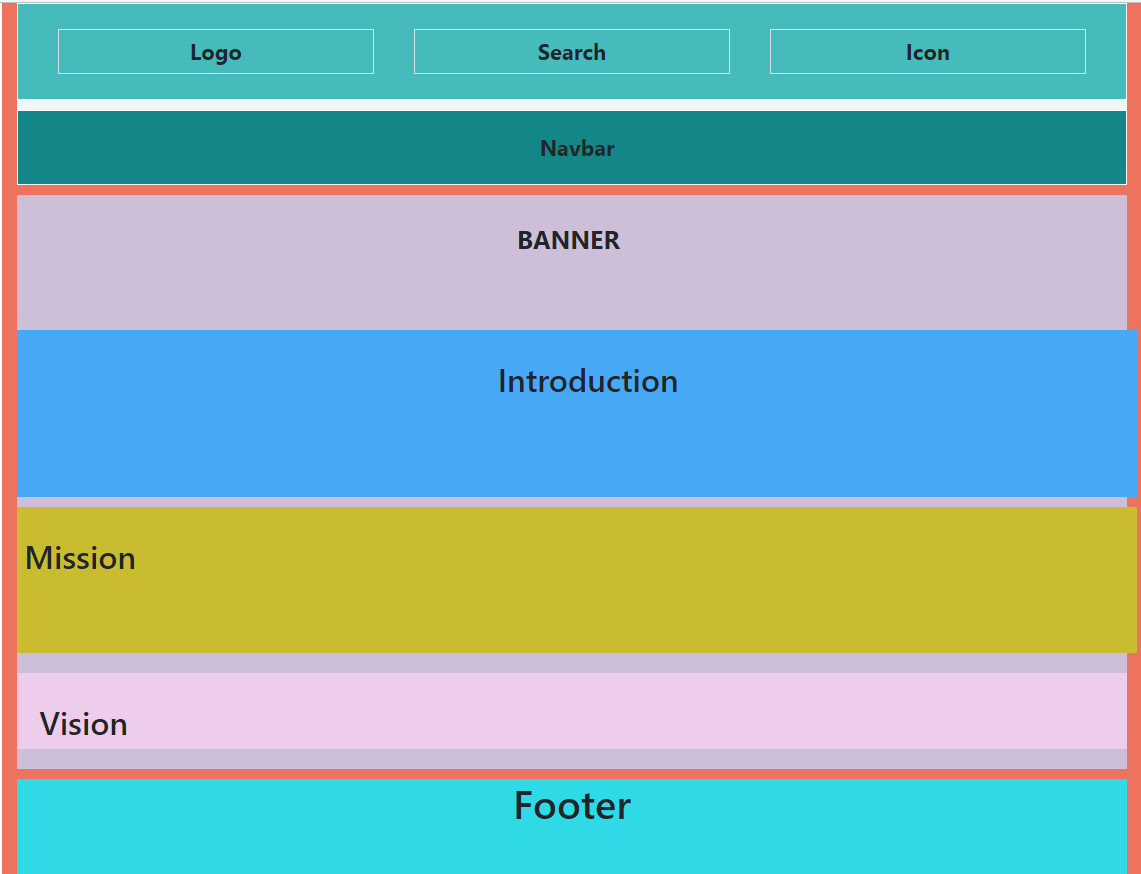 Logo
Search
Icon
Navbar
BANNER
Introduction
Mission
Vision
Footer